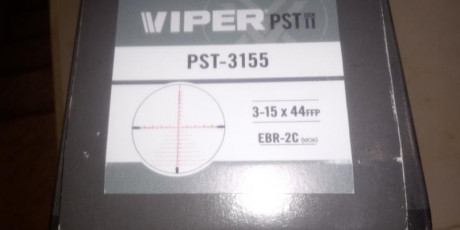 VIPER PST II
PST-3155
3-15 x 44 FFP
EBR-2C